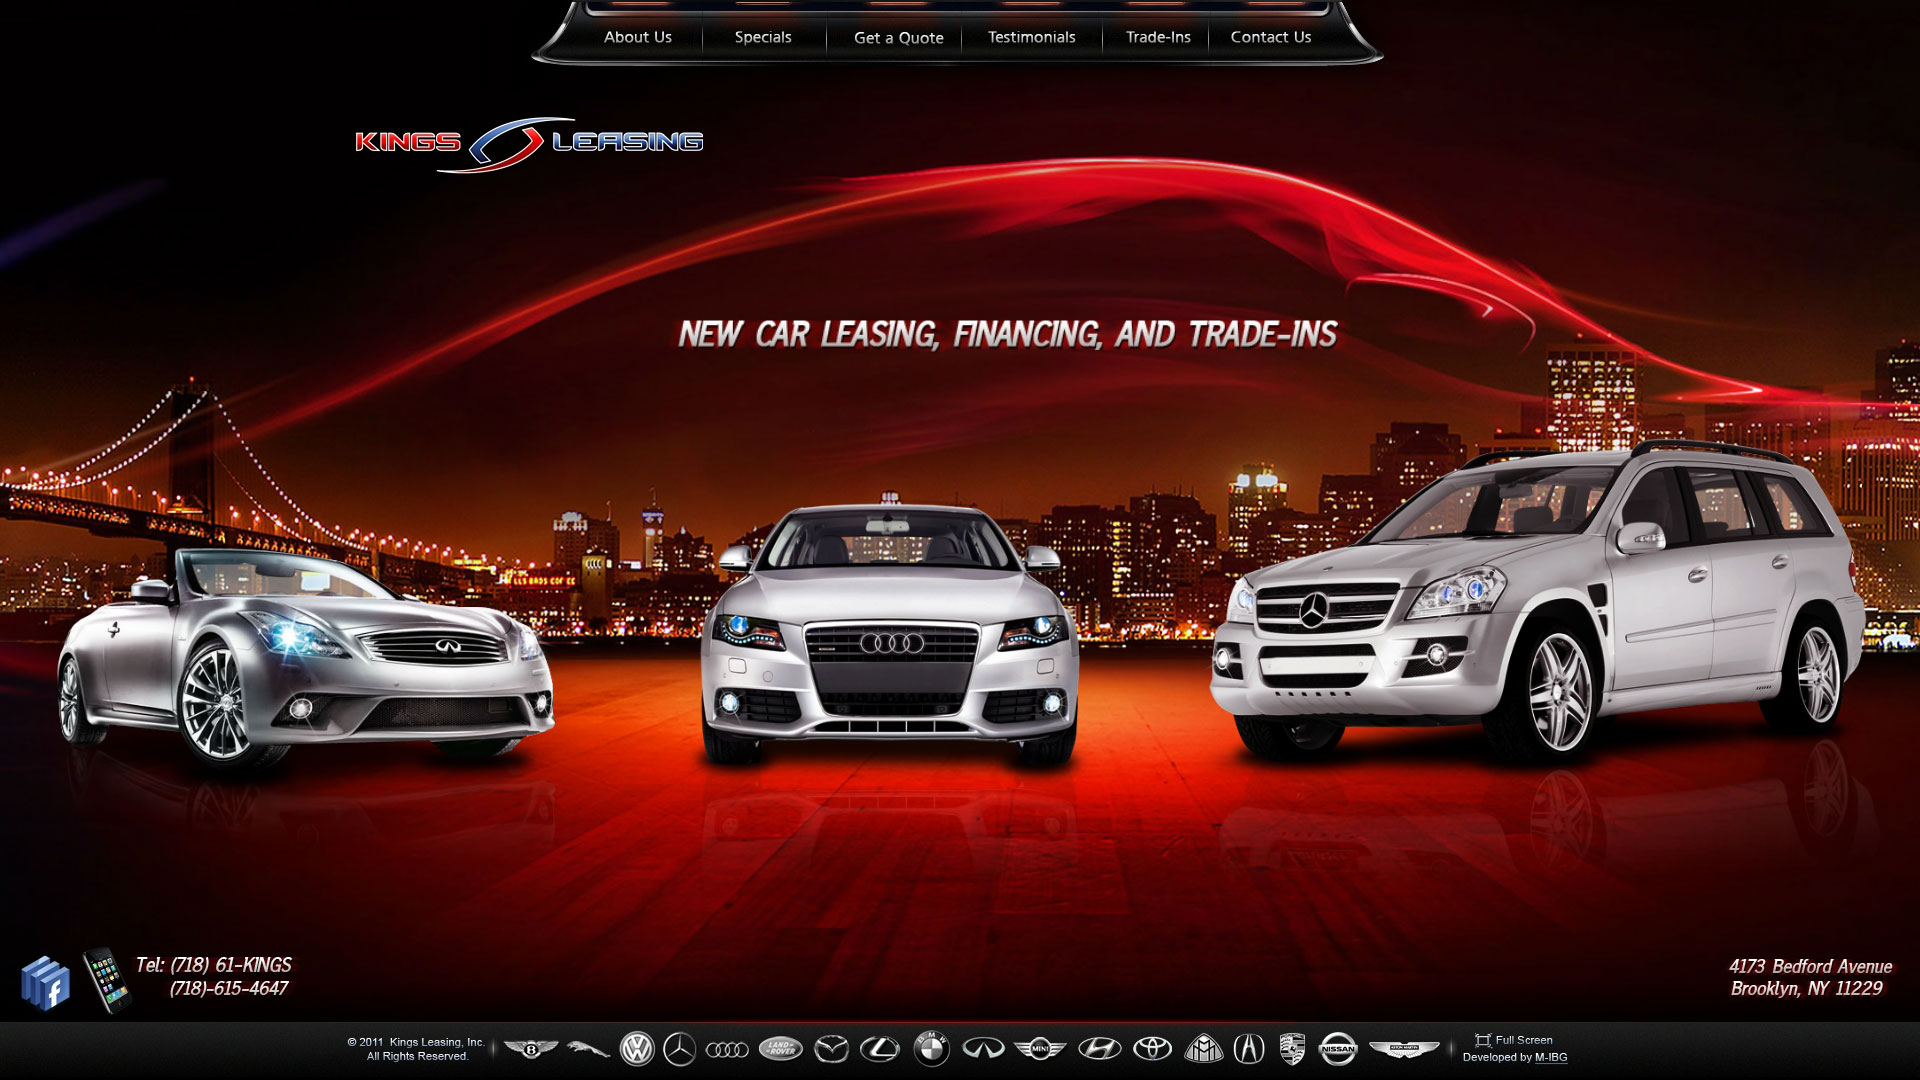 About Us
Specials
Get a Quote
Testimonials
Trade-Ins
Contact Us
KINGS LEASING
NEW CAR LEASING, FINANCING, AND TRADE-INS
Tel: (718) 61-KINGS
(718)-615-4647
4173 Bedford Avenue
Brooklyn, NY 11229
© 2011 Kings Leasing, Inc.
All Rights Reserved.
B
LAND-ROVER
BMW
MINI
NISSAN
ASTON MARTIN
Full Screen
Developed by M-IBG